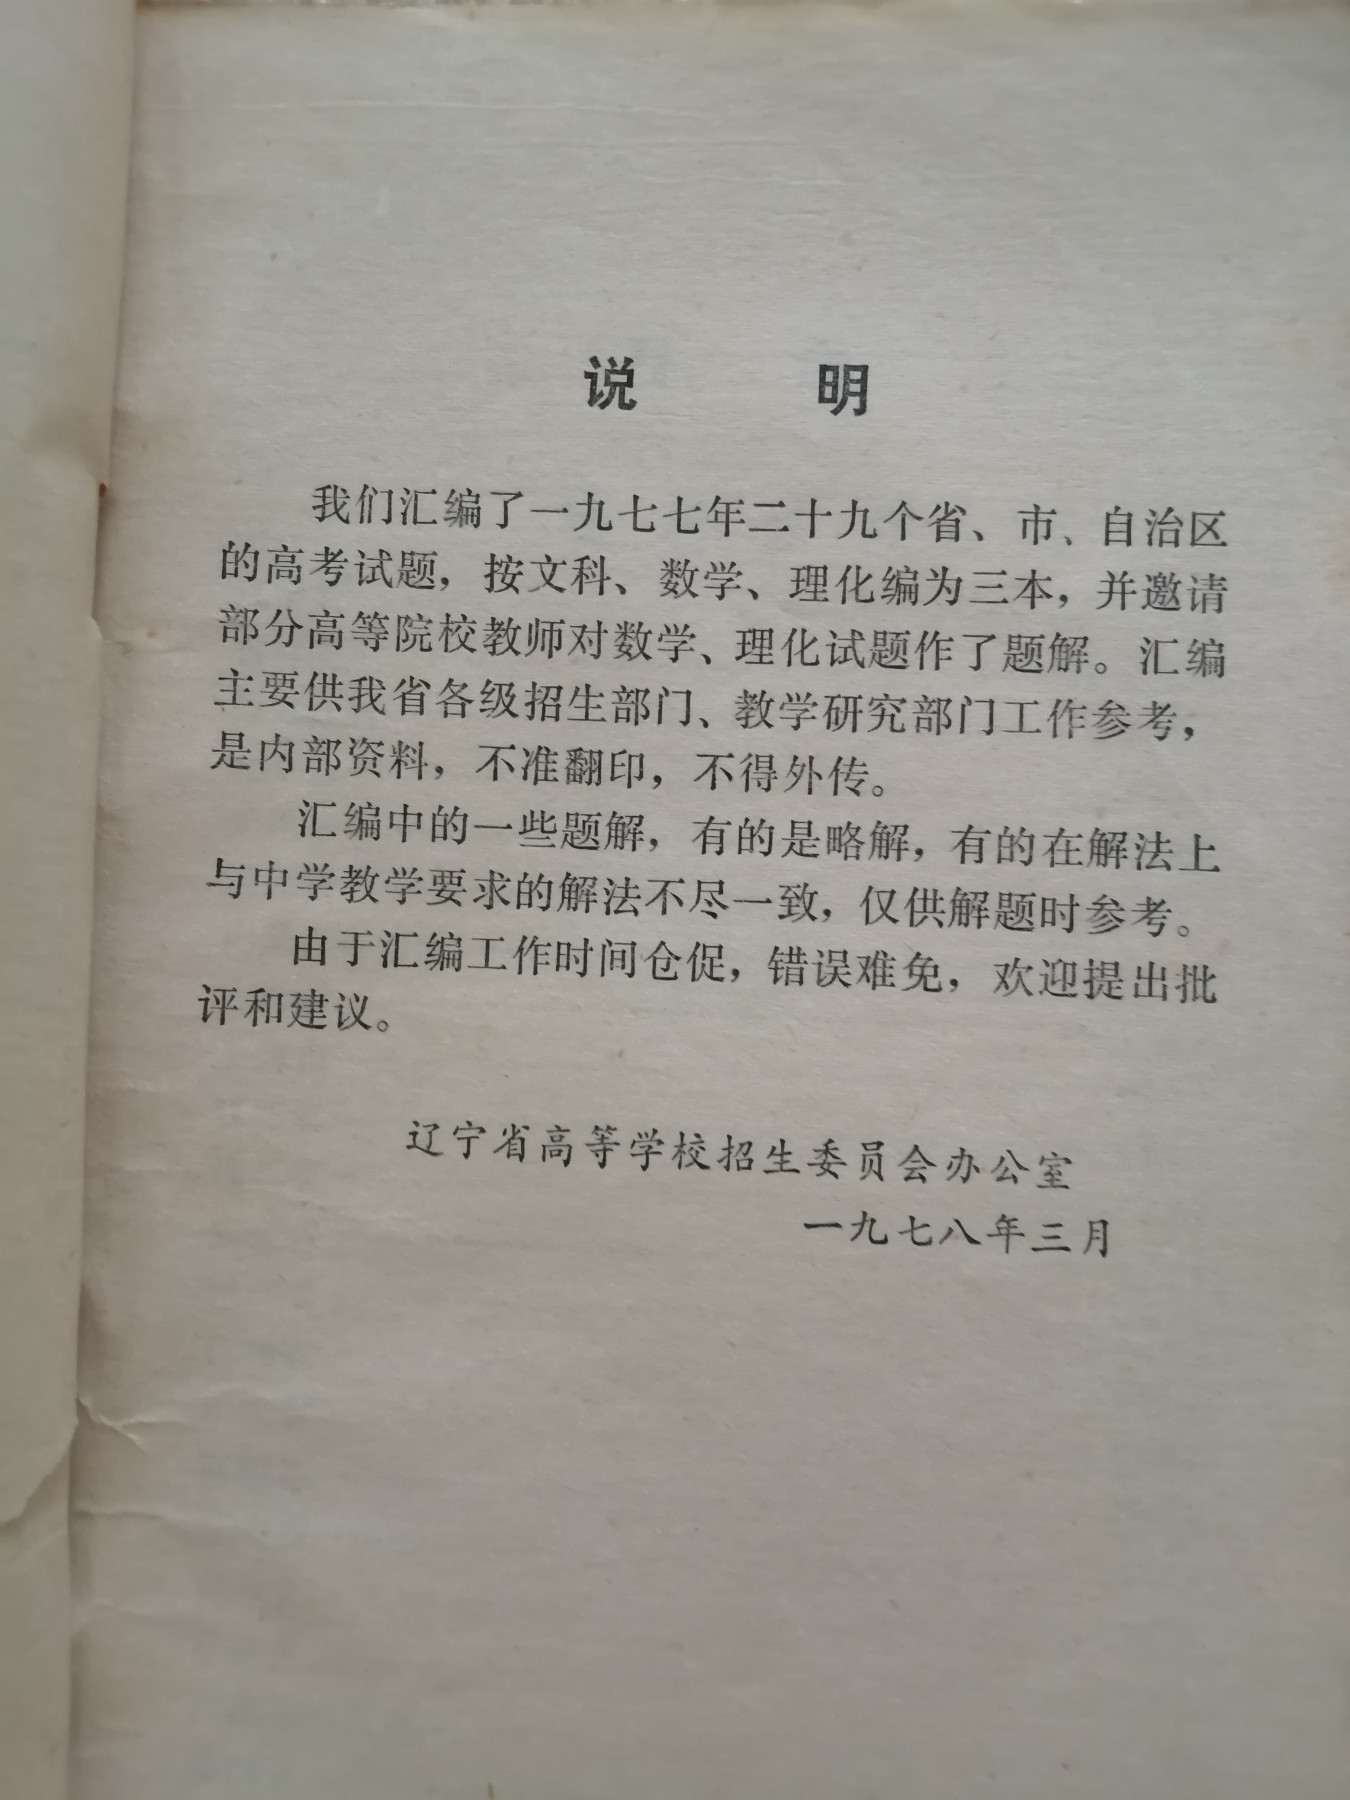 说 明
我们汇编了一九七七年二十九个省、市、自治区
的高考试题，按文科、数学、理化编为三本，并邀请
部分高等院校教师对数学、理化试题作了题解。汇编
主要供我省各级招生部门、教学研究部门工作参考，
是内部资料，不准翻印，不得外传。
汇编中的一些题解，有的是略解，有的在解法上
与中学教学要求的解法不尽一致，仅供解题时参考。
由于汇编工作时间仓促，错误难免，欢迎提出批
评和建议。
辽宁省高等学校招生委员会办公室
一九七八年三月